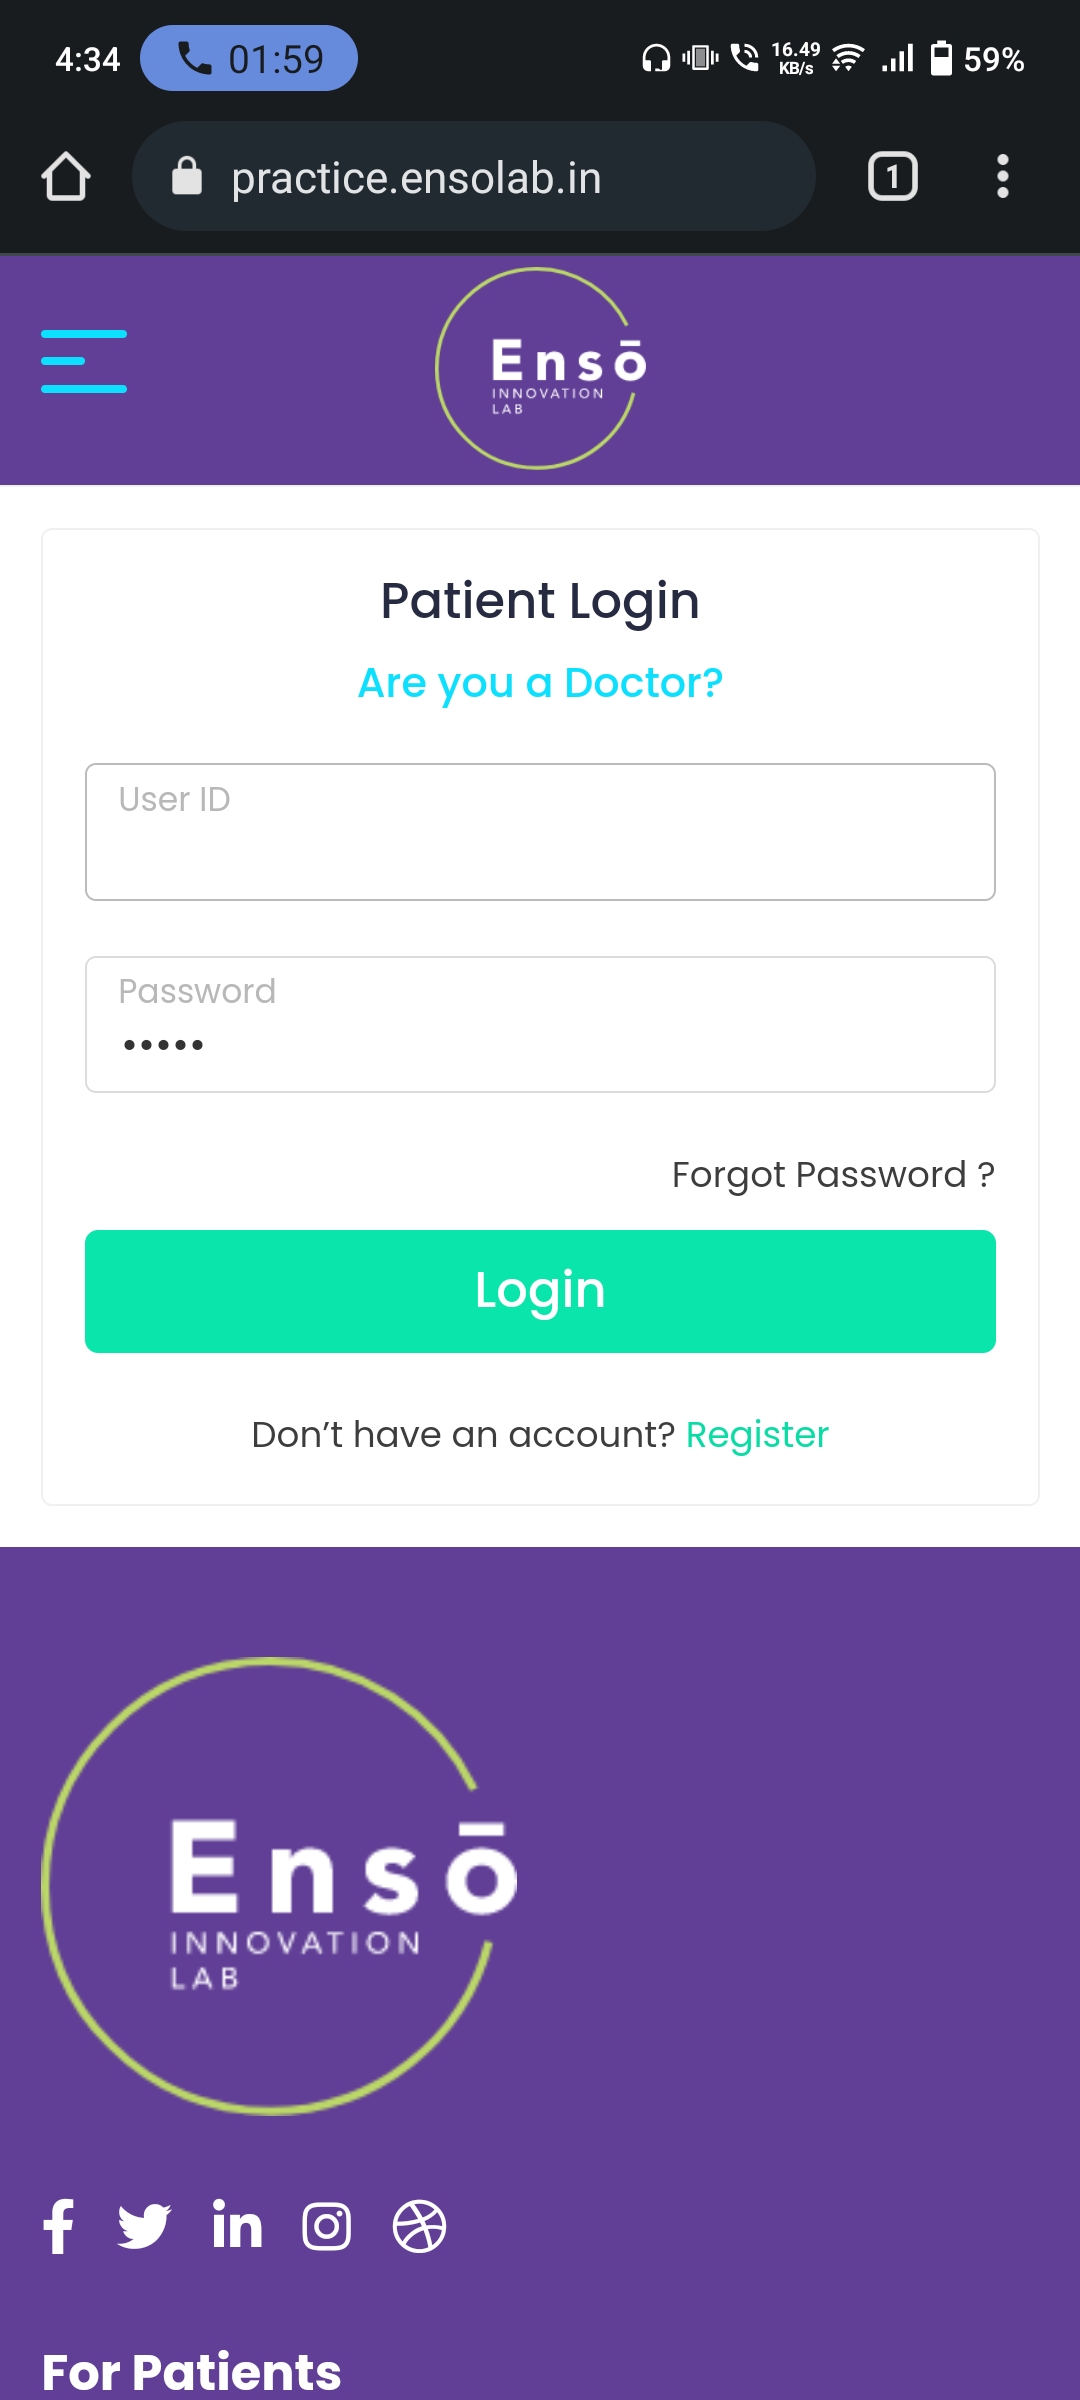 4:34 01:59 16.49 KB/s 59%
practice.ensolab.in 1
Ensō
INNOVATION
LAB
Patient Login
Are you a Doctor?
User ID
Password
•••••
Forgot Password ?
Login
Don’t have an account? Register
Ensō
INNOVATION
LAB
For Patients